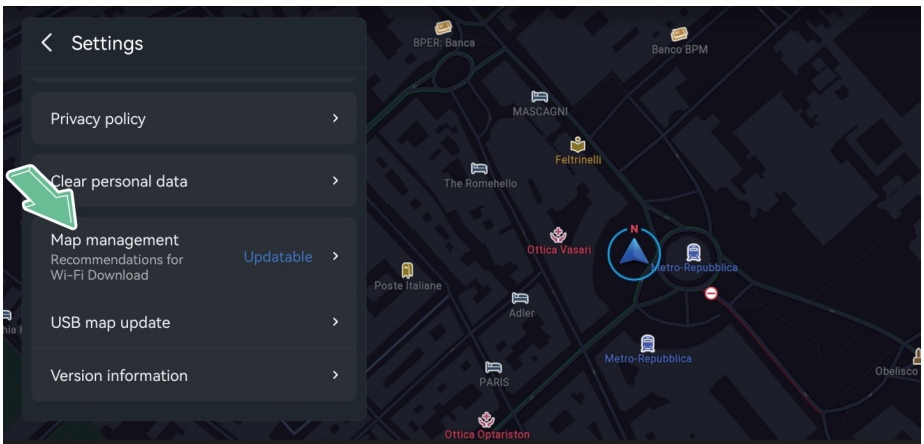 Settings
Privacy policy
Clear personal data
Map management
Recommendations for
Wi-Fi Download
Updatable
USB map update
Version information
BPER: Banca
Banco BPM
MASCAGNI
Feltrinelli
The Romehello
N
Ottica Vasari
Metro-Repubblica
Poste Italiane
Adler
Metro-Repubblica
Obelisco
PARIS
Ottica Optariston